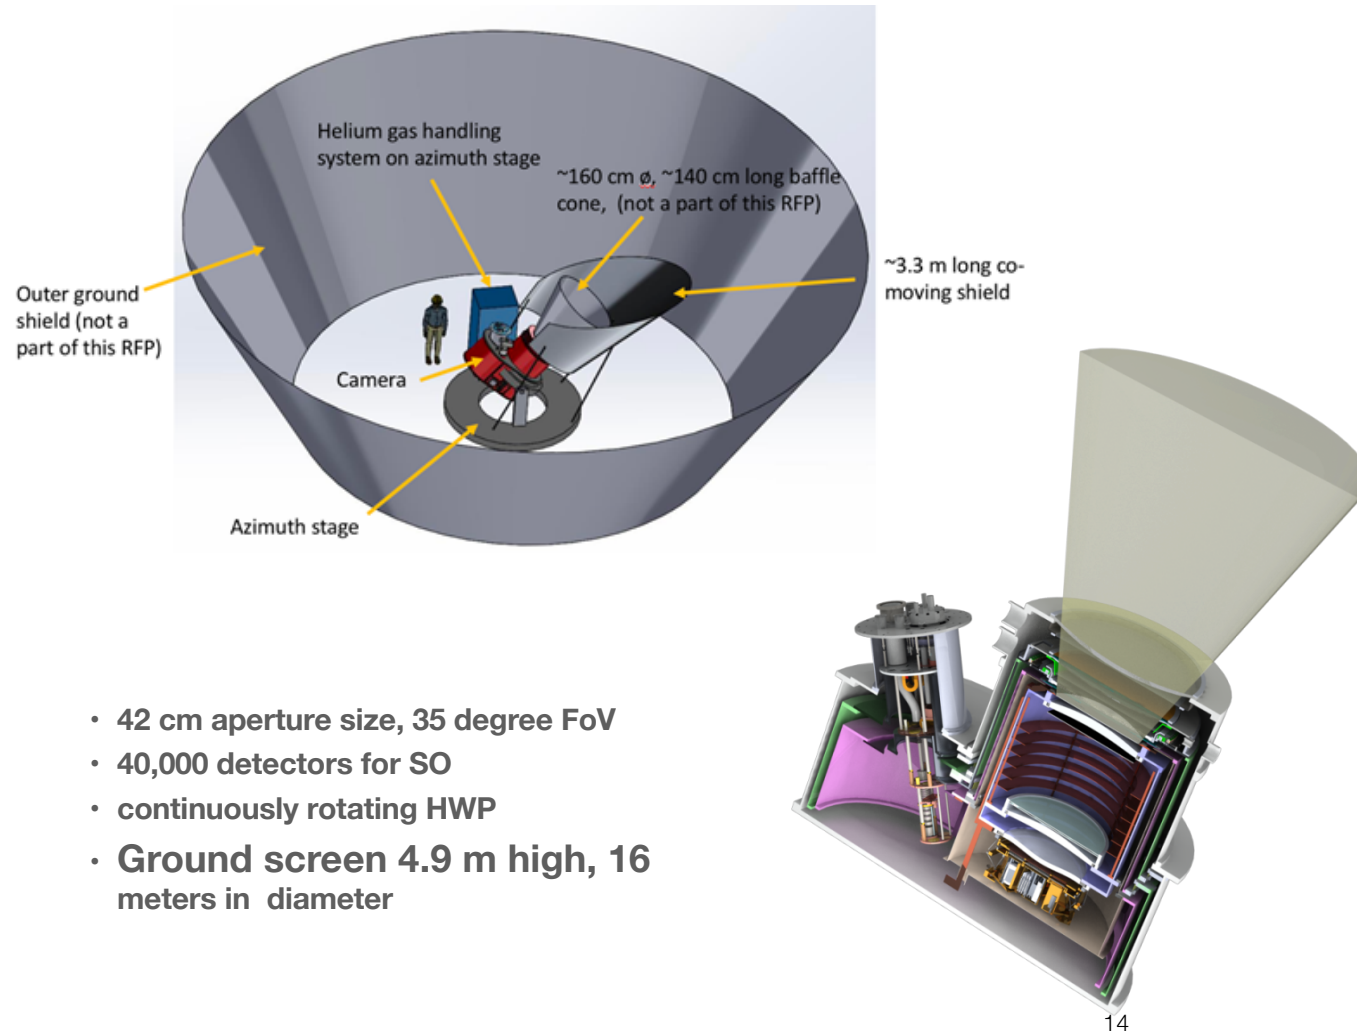 Helium gas handling
system on azimuth stage
~160 cm ø, ~140 cm long baffle
cone,  (not a part of this RFP)
~3.3 m long co-
moving shield
Outer ground
shield (not a
part of this RFP)
Camera
Azimuth stage
• 42 cm aperture size, 35 degree FoV
• 40,000 detectors for SO
• continuously rotating HWP
• Ground screen 4.9 m high, 16
meters in  diameter
14